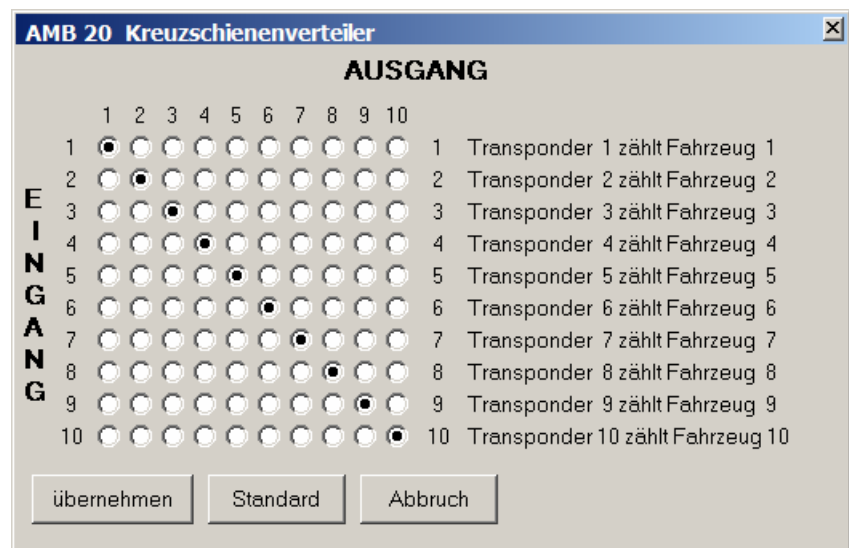 AMB 20 Kreuzschienenverteiler
AUSGANG
1 2 3 4 5 6 7 8 9 10
EINGANG
1 1 Transponder 1 zählt Fahrzeug 1
2 2 Transponder 2 zählt Fahrzeug 2
3 3 Transponder 3 zählt Fahrzeug 3
4 4 Transponder 4 zählt Fahrzeug 4
5 5 Transponder 5 zählt Fahrzeug 5
6 6 Transponder 6 zählt Fahrzeug 6
7 7 Transponder 7 zählt Fahrzeug 7
8 8 Transponder 8 zählt Fahrzeug 8
9 9 Transponder 9 zählt Fahrzeug 9
10 10 Transponder 10 zählt Fahrzeug 10
übernehmen Standard Abbruch